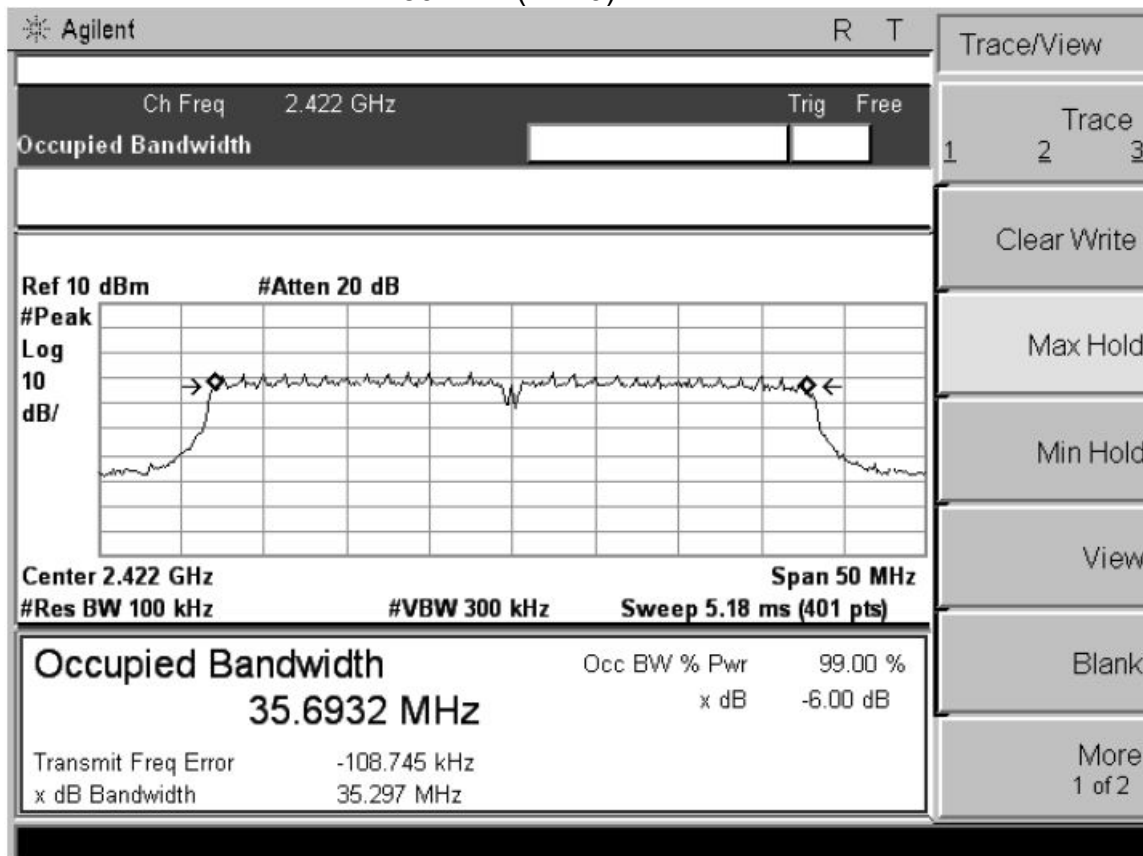 Agilent
R T
Trace/View
Ch Freq 2.422 GHz
Trig Free
Occupied Bandwidth
Trace
1 2 3
Clear Write
Max Hold
Min Hold
View
Blank
More
1 of 2
Ref 10 dBm #Atten 20 dB
#Peak
Log
10
dB/
Center 2.422 GHz Span 50 MHz
#Res BW 100 kHz #VBW 300 kHz Sweep 5.18 ms (401 pts)
Occupied Bandwidth
35.6932 MHz
Occ BW % Pwr 99.00 %
x dB -6.00 dB
Transmit Freq Error -108.745 kHz
x dB Bandwidth 35.297 MHz